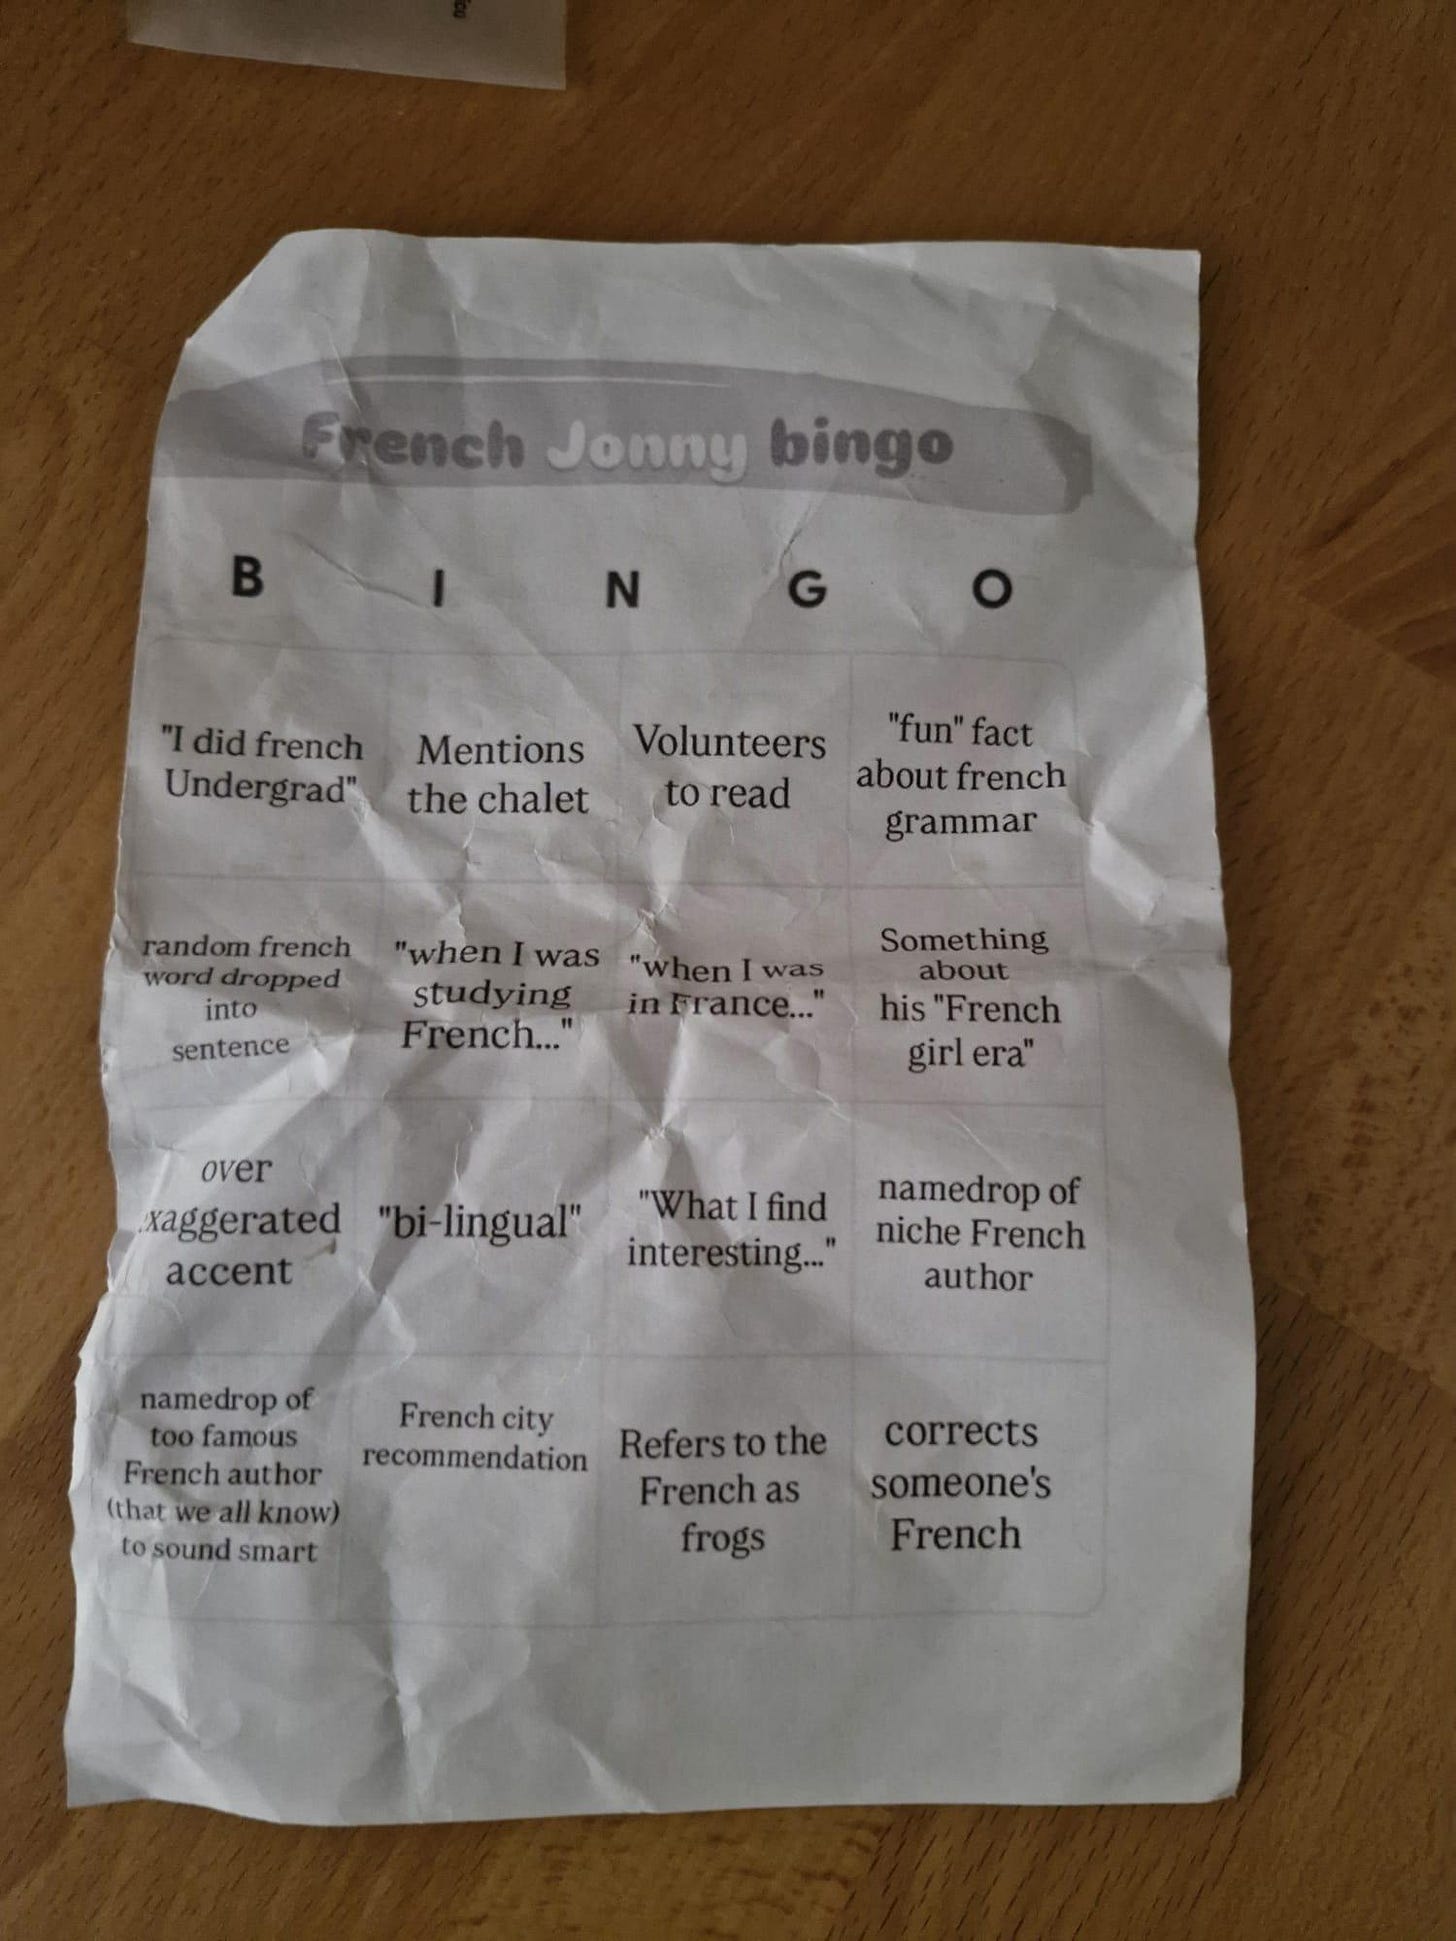 French Jonny bingo
B I N G O
"I did french
Undergrad"
Mentions
the chalet
Volunteers
to read
"fun" fact
about french
grammar
random french
word dropped
into
sentence
"when I was
studying
French..."
"when I was
in France..."
Something
about
his "French
girl era"
over
xaggerated
accent
"bi-lingual"
"What I find
interesting..."
namedrop of
niche French
author
namedrop of
too famous
French author
(that we all know)
to sound smart
French city
recommendation
Refers to the
French as
frogs
corrects
someone's
French